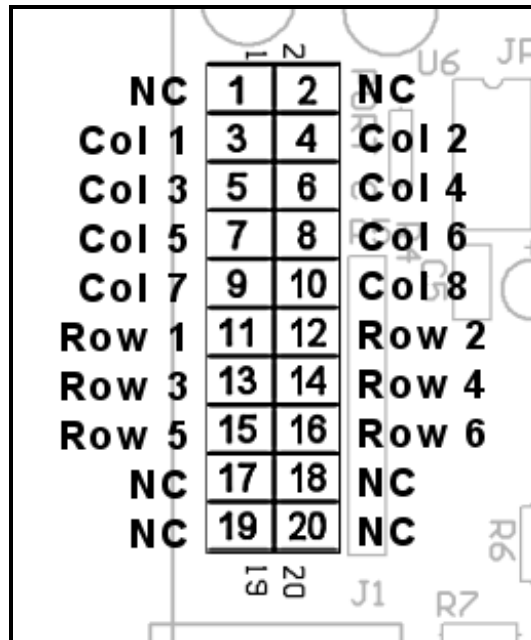 1 2
U6 JP
NC 1 2 NC
Col 1 3 4 Col 2
Col 3 5 6 Col 4
Col 5 7 8 Col 6
Col 7 9 10 Col 8
Row 1 11 12 Row 2
Row 3 13 14 Row 4
Row 5 15 16 Row 6
NC 17 18 NC
NC 19 20 NC
19 20
R6
J1
R7